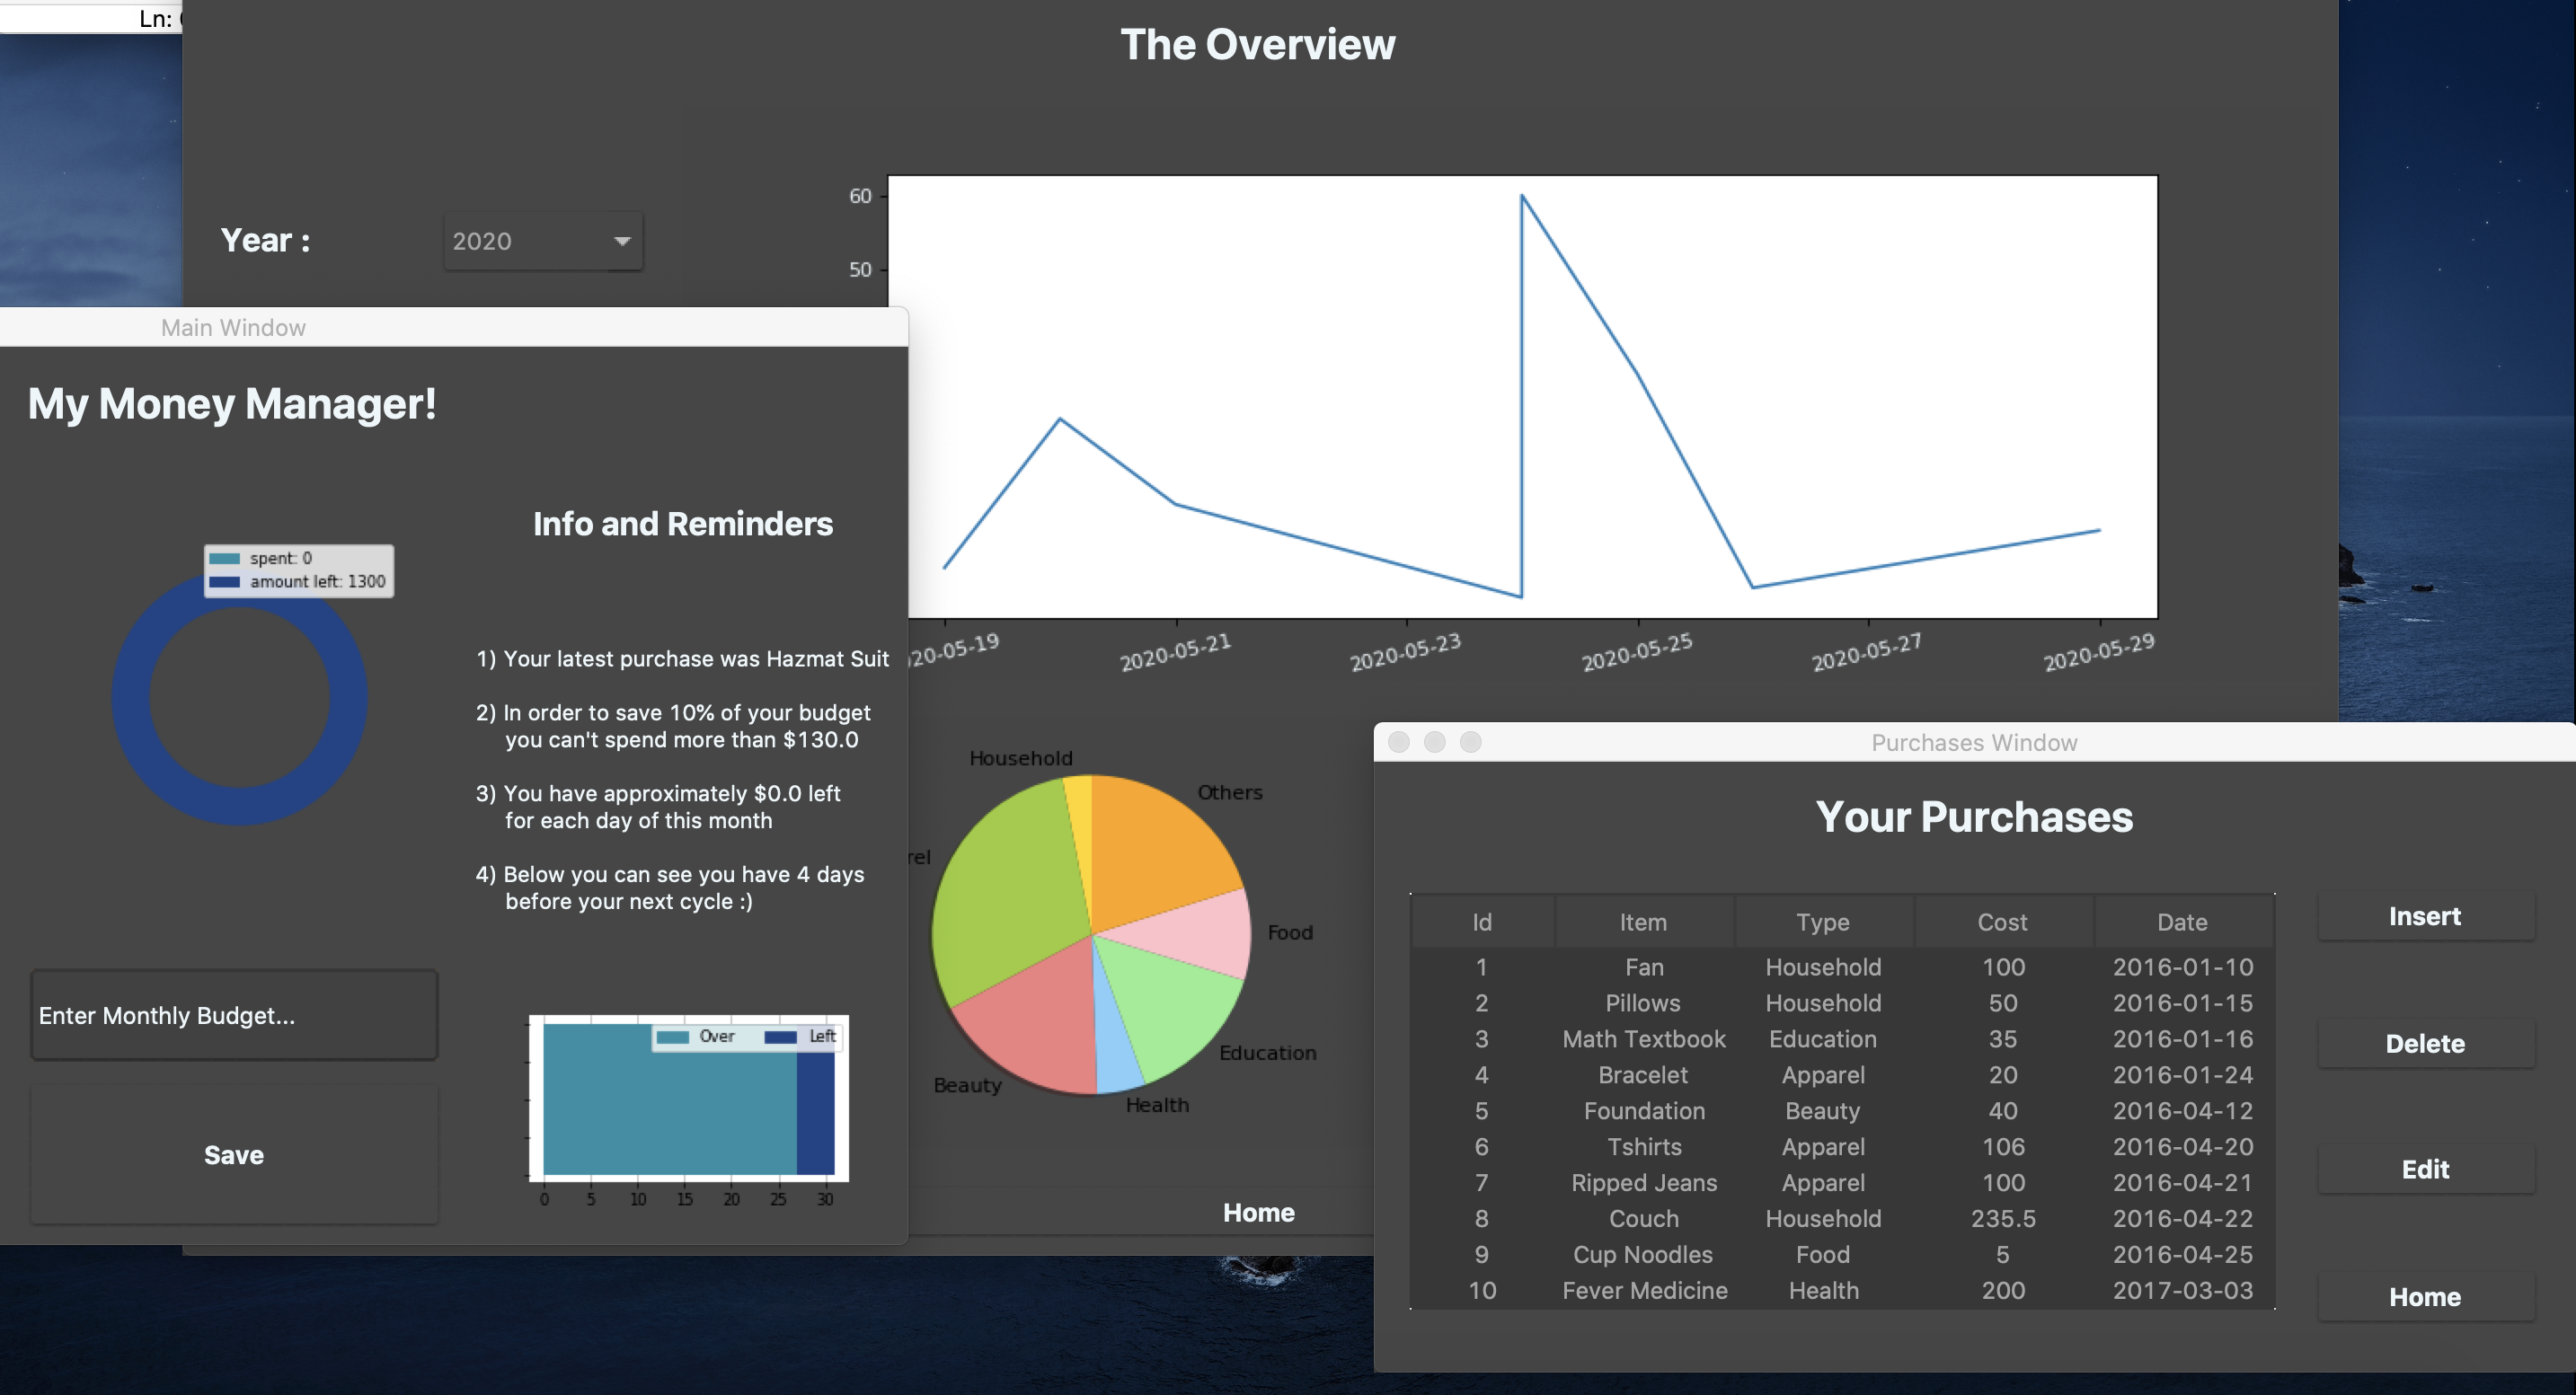 Ln:
The Overview
Year :
2020
60
50
20-05-19
2020-05-21
2020-05-23
2020-05-25
2020-05-27
2020-05-29
Main Window
My Money Manager!
spent: 0
amount left: 1300
Info and Reminders
1) Your latest purchase was Hazmat Suit
2) In order to save 10% of your budget
you can't spend more than $130.0
3) You have approximately $0.0 left
for each day of this month
4) Below you can see you have 4 days
before your next cycle :)
Enter Monthly Budget...
Save
Over Left
0 5 10 15 20 25 30
Household
Others
rel
Food
Education
Beauty
Health
Home
Purchases Window
Your Purchases
Id Item Type Cost Date
1 Fan Household 100 2016-01-10
2 Pillows Household 50 2016-01-15
3 Math Textbook Education 35 2016-01-16
4 Bracelet Apparel 20 2016-01-24
5 Foundation Beauty 40 2016-04-12
6 Tshirts Apparel 106 2016-04-20
7 Ripped Jeans Apparel 100 2016-04-21
8 Couch Household 235.5 2016-04-22
9 Cup Noodles Food 5 2016-04-25
10 Fever Medicine Health 200 2017-03-03
Insert
Delete
Edit
Home